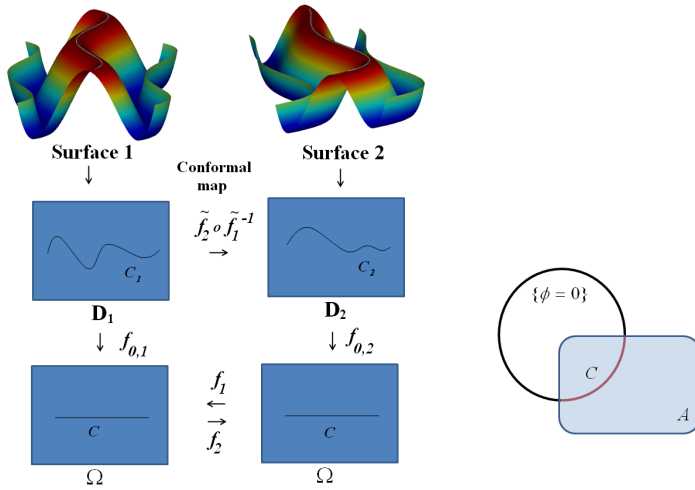 Surface 1
Surface 2
Conformal
map
f̃₂ o f̃₁⁻¹
C₁
C₂
D₁
D₂
f₀,₁
f₀,₂
f₁
f₂̃
C
C
Ω
Ω
{ϕ = 0}
C
A